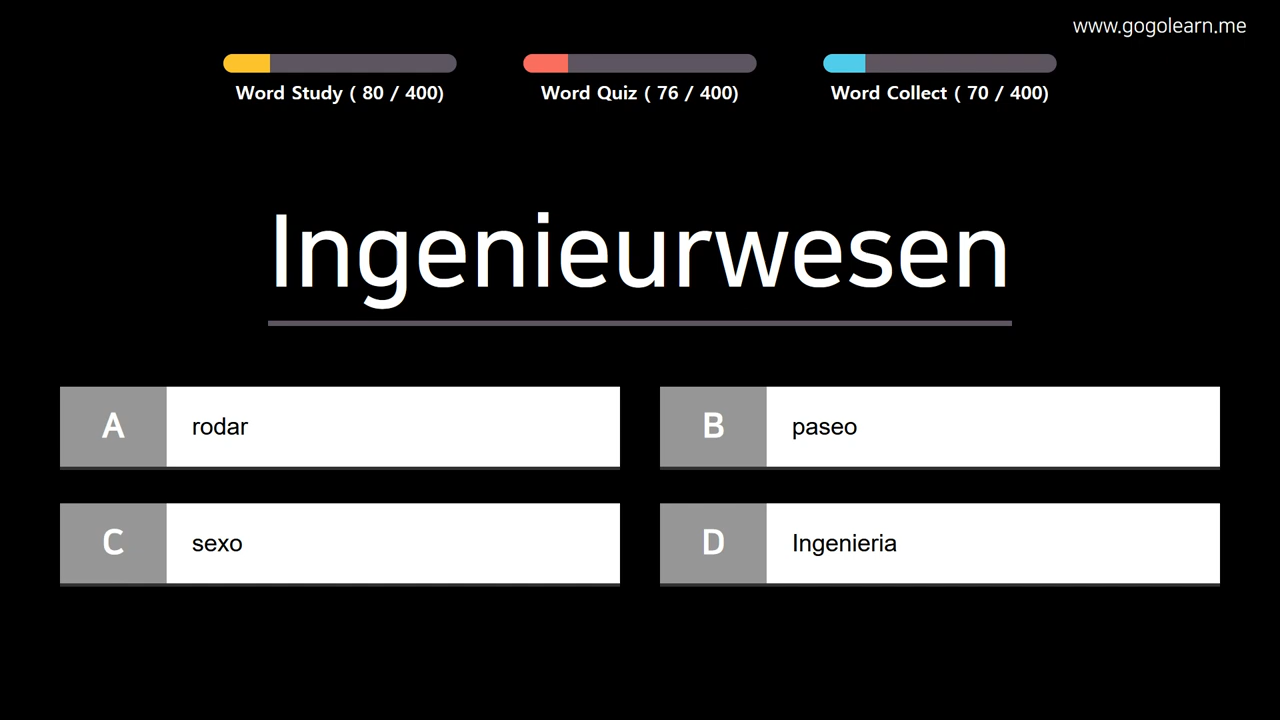 www.gogolearn.me
Word Study ( 80 / 400)
Word Quiz ( 76 / 400)
Word Collect ( 70 / 400)
Ingenieurwesen
A rodar
B paseo
C sexo
D Ingenieria